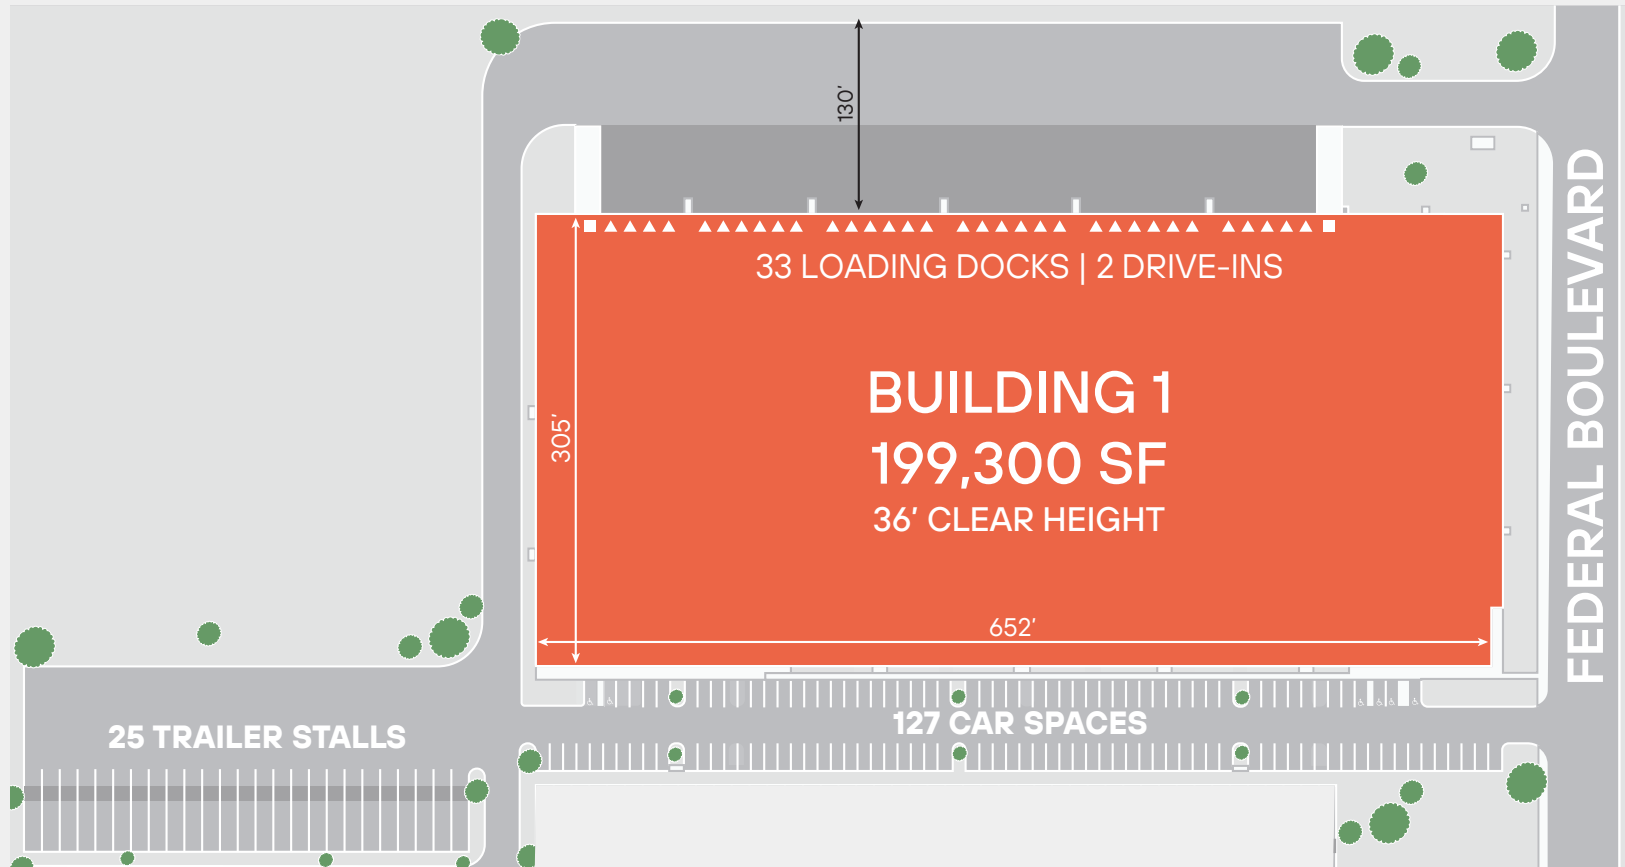 130'
33 LOADING DOCKS | 2 DRIVE-INS
BUILDING 1
199,300 SF
36' CLEAR HEIGHT
305'
652'
FEDERAL BOULEVARD
25 TRAILER STALLS
127 CAR SPACES